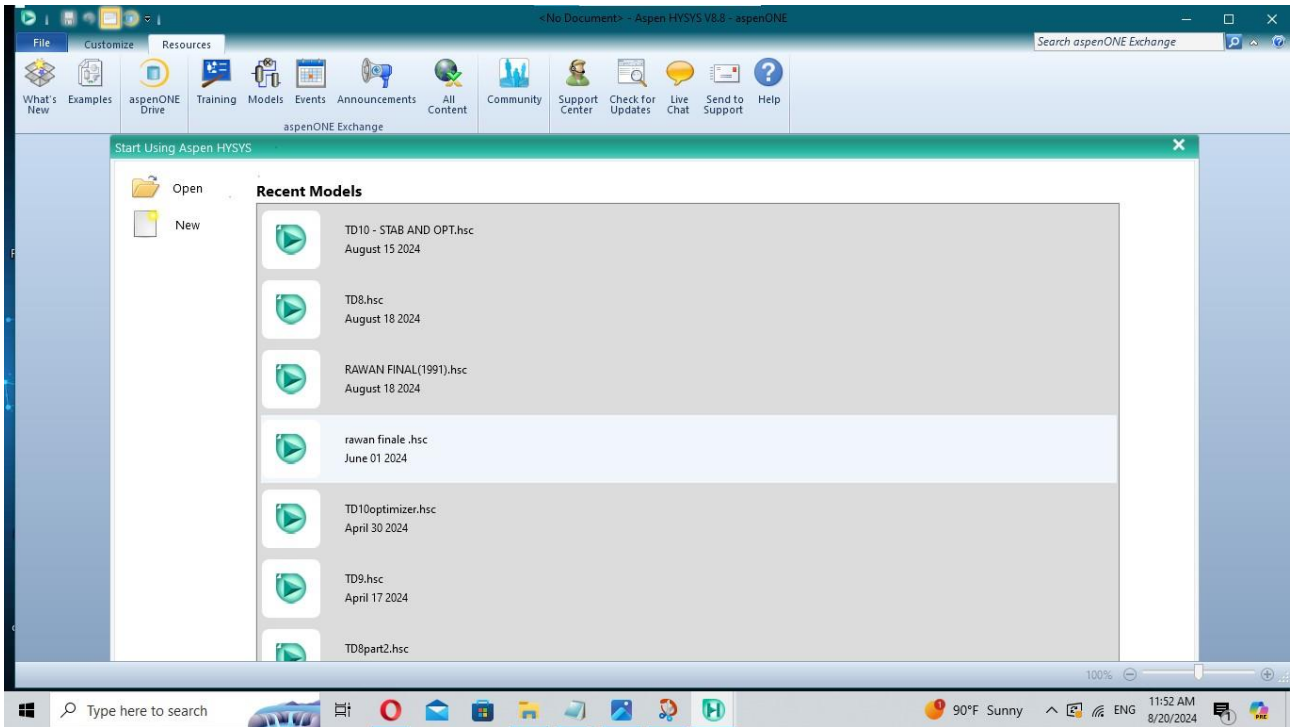 <No Document> - Aspen HYSYS V8.8 - aspenONE
File Customize Resources
Search aspenONE Exchange
What's New
Examples
aspenONE Drive
Training
Models
Events
Announcements
All Content
Community
Support Center
Check for Updates
Live Chat
Send to Support
Help
aspenONE Exchange
Start Using Aspen HYSYS
Open
New
Recent Models
TD10 - STAB AND OPT.hsc
August 15 2024
TD8.hsc
August 18 2024
RAWAN FINAL(1991).hsc
August 18 2024
rawan finale .hsc
June 01 2024
TD10optimizer.hsc
April 30 2024
TD9.hsc
April 17 2024
TD8part2.hsc
100%
Type here to search
90°F Sunny
ENG
11:52 AM
8/20/2024
1
PRE